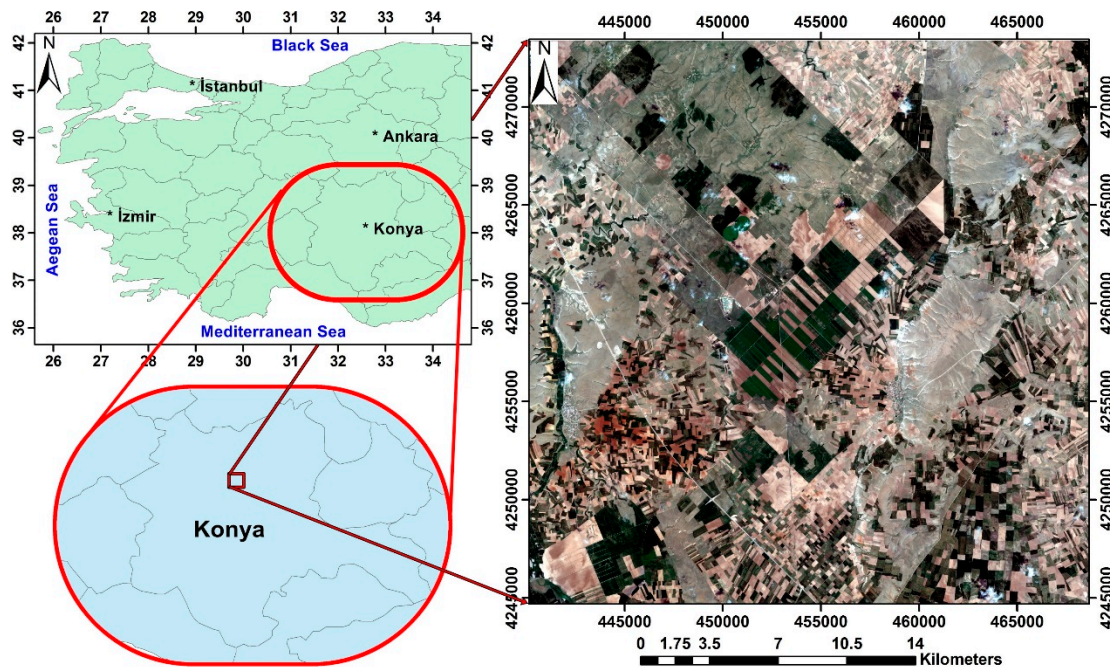 26 27 28 29 30 31 32 33 34
42
41
40
39
38
37
36
N
Black Sea
* İstanbul
* Ankara
* İzmir
* Konya
Aegean Sea
Mediterranean Sea
42
41
40
39
38
37
36
26 27 28 29 30 31 32 33 34
Konya
445000 450000 455000 460000 465000
N
4270000
4265000
4260000
4255000
4250000
4245000
4270000
4265000
4260000
4255000
4250000
4245000
445000 450000 455000 460000 465000
0 1.75 3.5 7 10.5 14
Kilometers